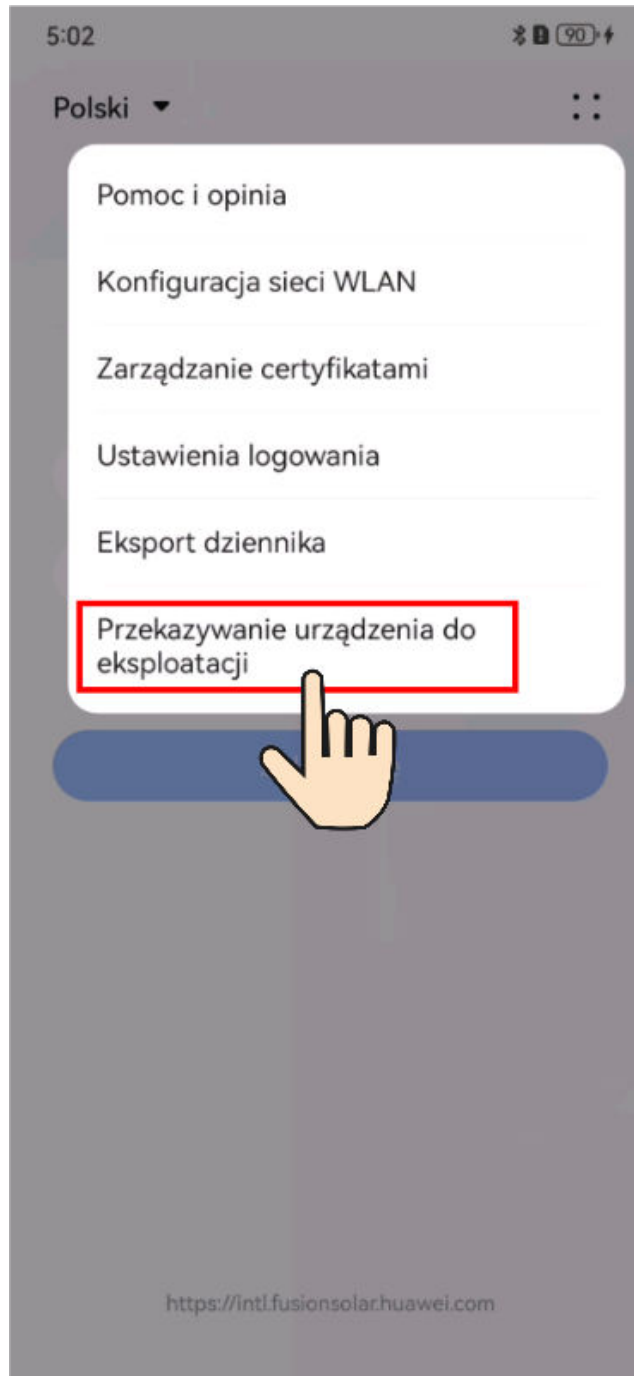 5:02
90
Polski
Pomoc i opinia
Konfiguracja sieci WLAN
Zarządzanie certyfikatami
Ustawienia logowania
Eksport dziennika
Przekazywanie urządzenia do
eksploatacji
https://intl.fusionsolar.huawei.com